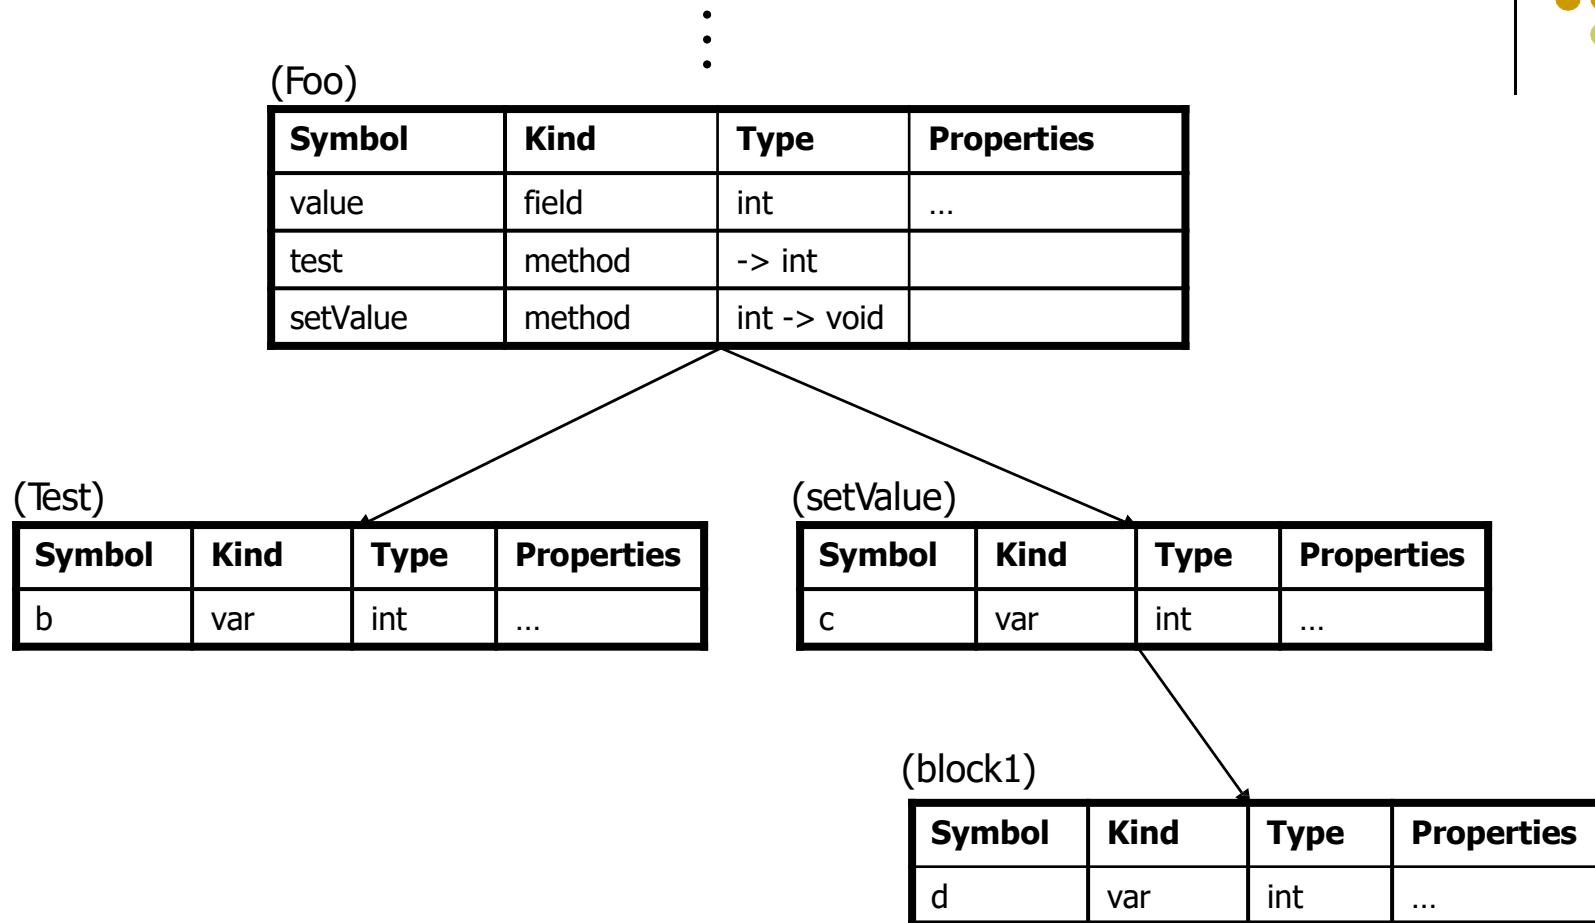 (Foo)
Symbol Kind Type Properties
value field int …
test method -> int
setValue method int -> void
(Test)
Symbol Kind Type Properties
b var int …
(setValue)
Symbol Kind Type Properties
c var int …
(block1)
Symbol Kind Type Properties
d var int …